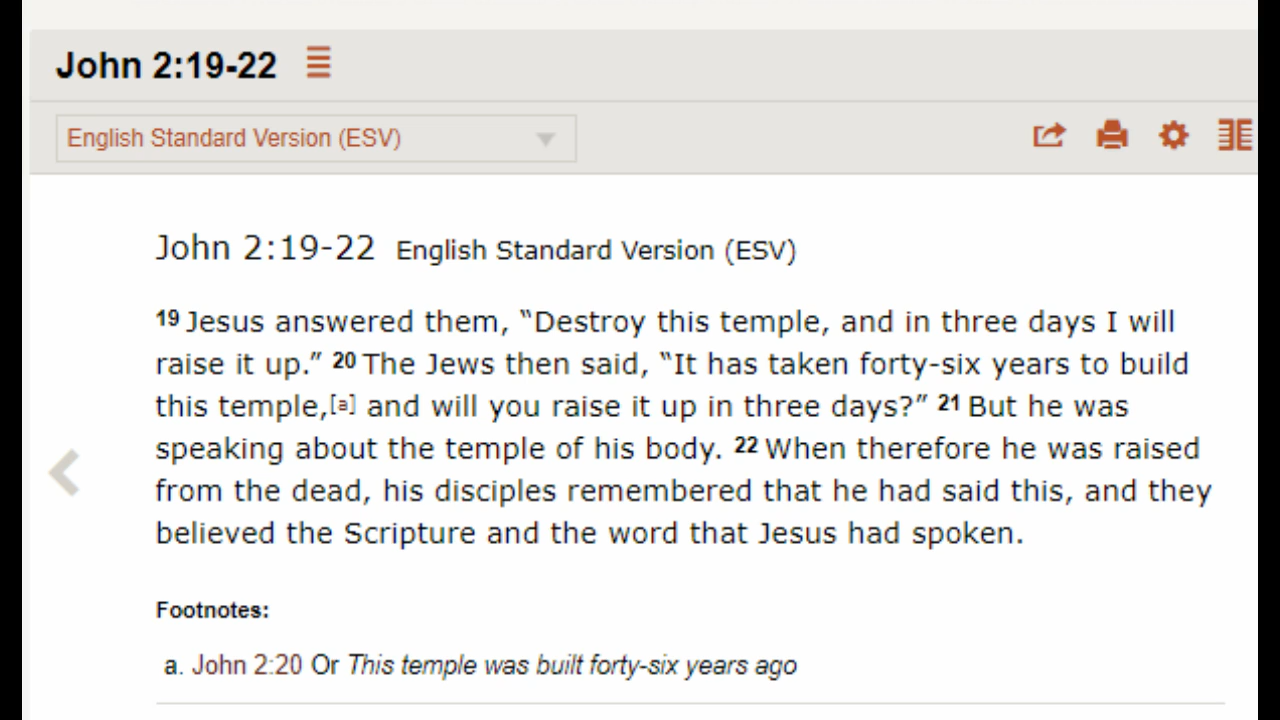 John 2:19-22
English Standard Version (ESV)
John 2:19-22 English Standard Version (ESV)
19 Jesus answered them, “Destroy this temple, and in three days I will
raise it up.” 20 The Jews then said, “It has taken forty-six years to build
this temple,[a] and will you raise it up in three days?” 21 But he was
speaking about the temple of his body. 22 When therefore he was raised
from the dead, his disciples remembered that he had said this, and they
believed the Scripture and the word that Jesus had spoken.
Footnotes:
a. John 2:20 Or This temple was built forty-six years ago